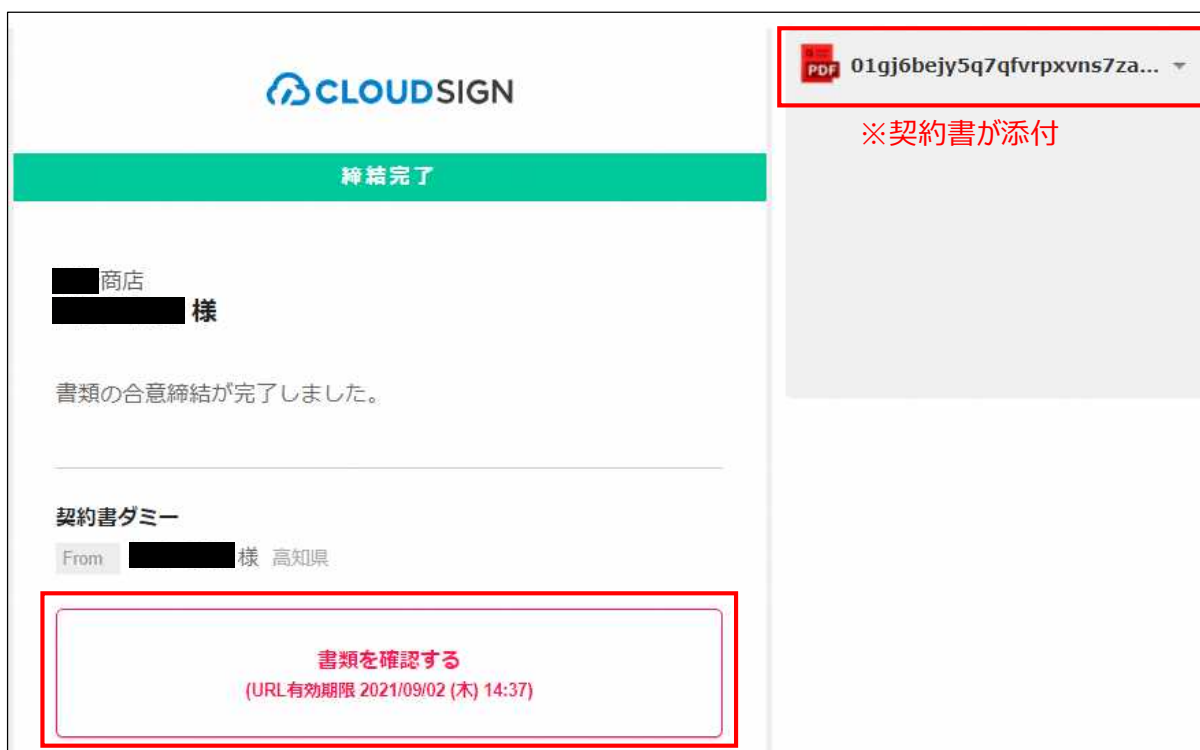 CLOUDSIGN
締結完了
商店
様
書類の合意締結が完了しました。
契約書ダミー
From 様 高知県
書類を確認する
(URL有効期限 2021/09/02 (木) 14:37)
PDF 01gj6bejy5q7qfvrpxvns7za...
※契約書が添付